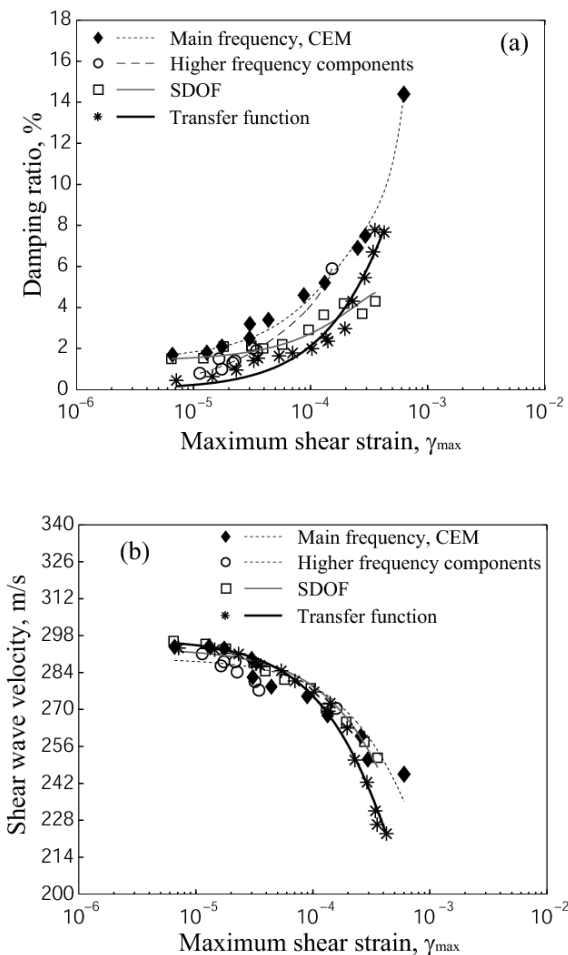 18
16
14
12
10
8
6
4
2
0
Damping ratio, %
(a)
Main frequency, CEM
Higher frequency components
SDOF
Transfer function
10⁻⁶
10⁻⁵
10⁻⁴
10⁻³
10⁻²
Maximum shear strain, γmax
340
326
312
298
284
270
256
242
228
214
200
Shear wave velocity, m/s
(b)
Main frequency, CEM
Higher frequency components
SDOF
Transfer function
10⁻⁶
10⁻⁵
10⁻⁴
10⁻³
10⁻²
Maximum shear strain, γmax